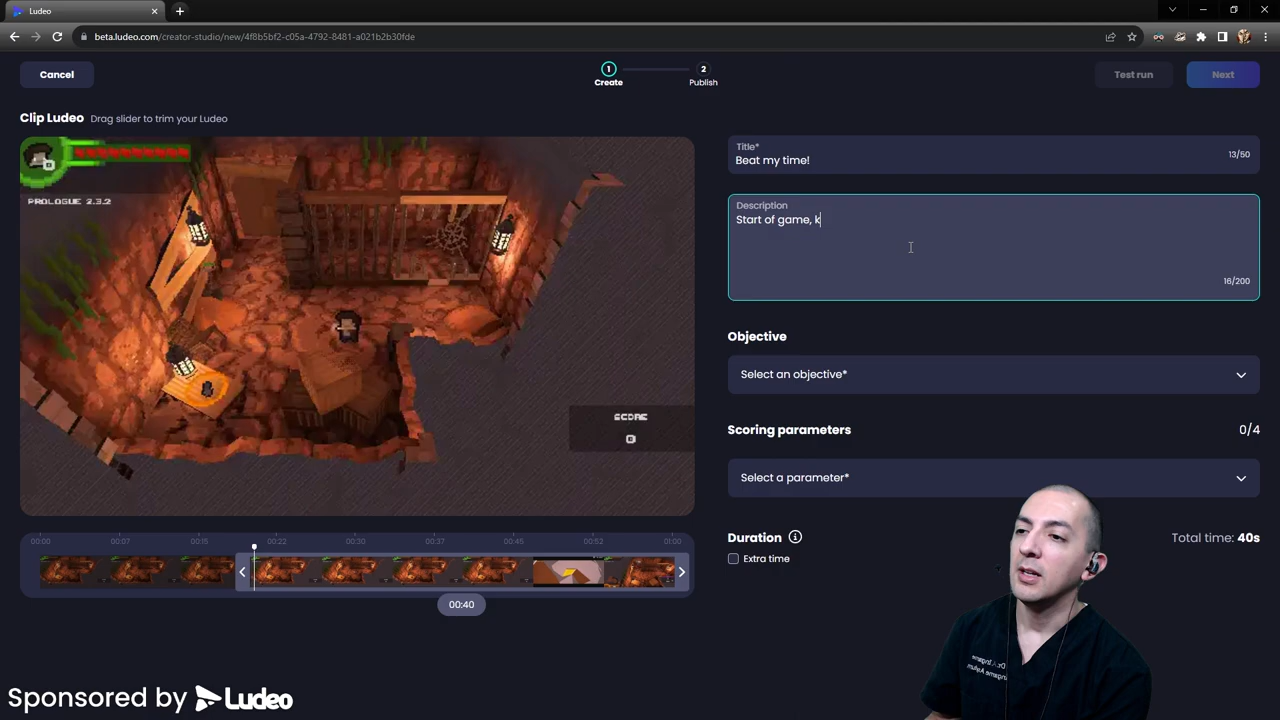 Ludeo
beta.ludeo.com/creator-studio/new/4f8b5bf2-c05a-4792-8481-a021b2b30fde
Cancel
1
Create
2
Publish
Test run
Next
Clip Ludeo
Drag slider to trim your Ludeo
PROLOGUE 2.3.2
SCORE
0
00:00
00:07
00:15
00:22
00:30
00:37
00:45
00:52
01:00
00:40
Title*
Beat my time!
13/50
Description
Start of game, k
16/200
Objective
Select an objective*
Scoring parameters
0/4
Select a parameter*
Duration
Total time: 40s
Extra time
Sponsored by Ludeo